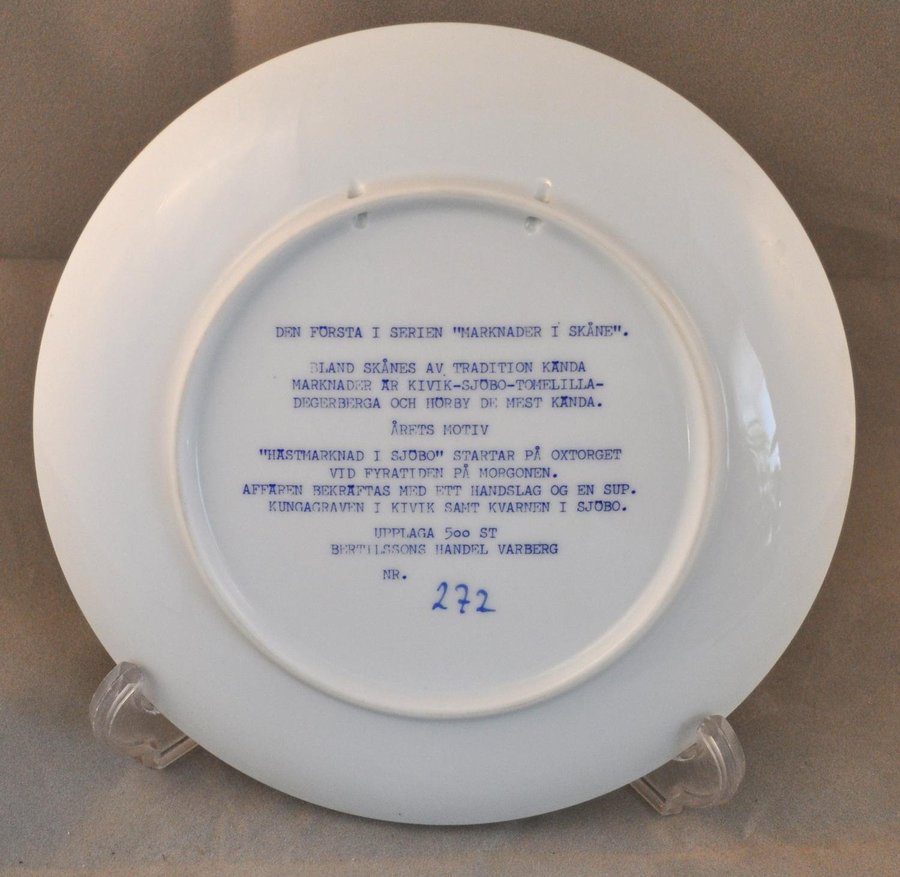 DEN FÖRSTA I SERIEN "MARKNADER I SKÅNE".
BLAND SKÅNES AV TRADITION KÄNDA
MARKNADER ÄR KIVIK-SJÖBO-TOMELILLA-
DEGERBERGA OCH HÖRBY DE MEST KÄNDA.
ÅRETS MOTIV
"HÄSTMARKNAD I SJÖBO" STARTAR PÅ OXTORGET
VID FYRATIDEN PÅ MORGONEN.
AFFÄREN BEKRÄFTAS MED ETT HANDSLAG OG EN SUP.
KUNGAGRAVEN I KIVIK SAMT KVARNEN I SJÖBO.
UPPLAGA 500 ST
BERTILSSONS HANDEL VARBERG
NR.
272